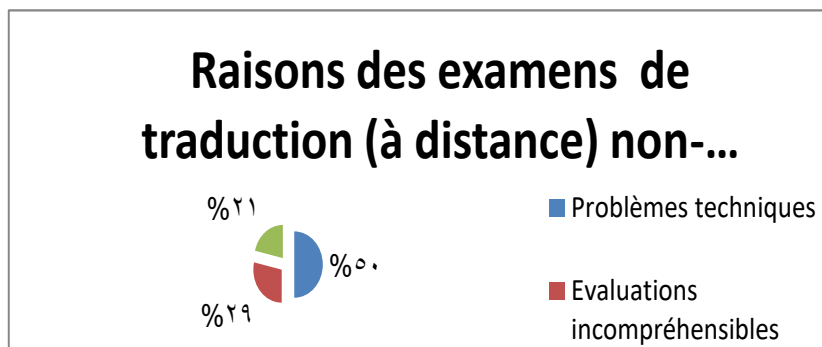 Raisons des examens de
traduction (à distance) non-...
%٢١
%٥٠
%٢٩
Problèmes techniques
Evaluations
incompréhensibles